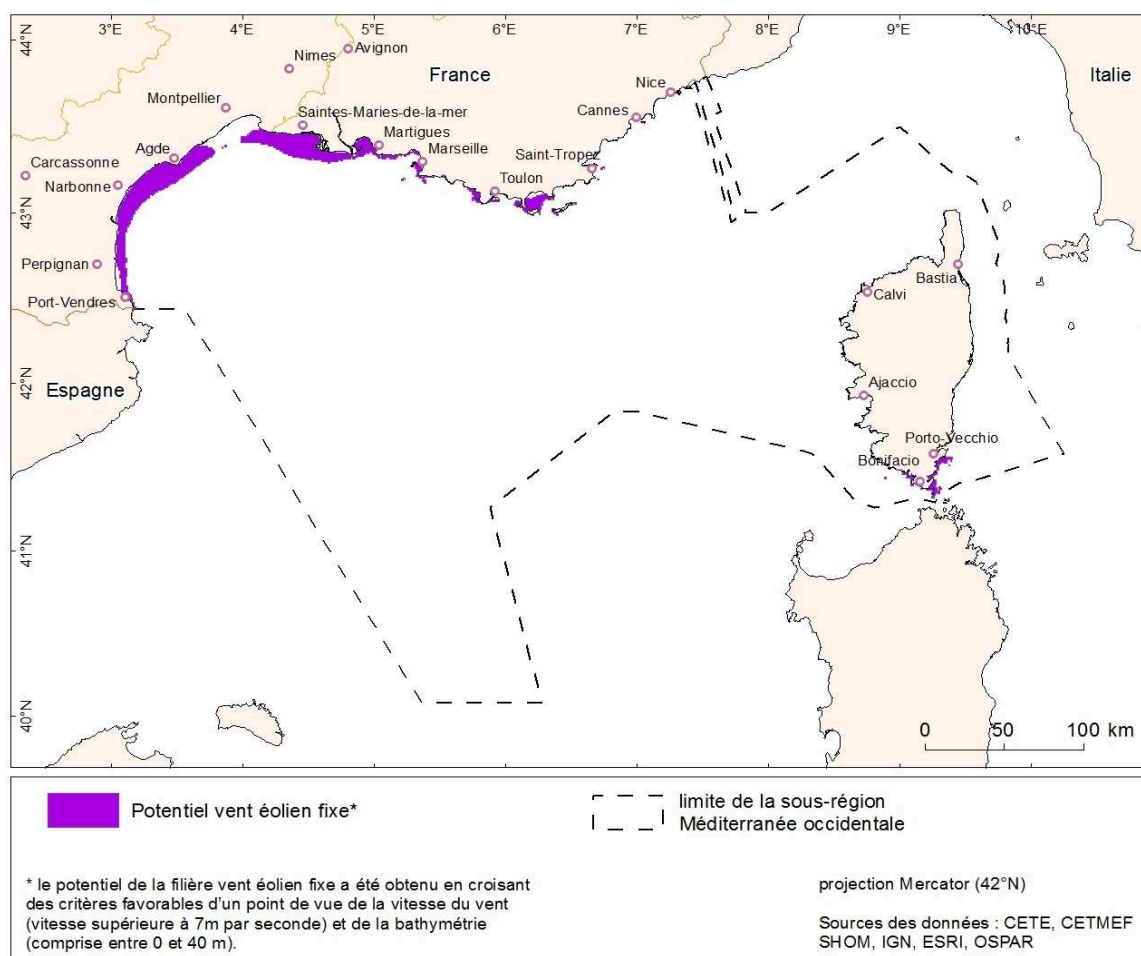 3°E 4°E 5°E 6°E 7°E 8°E 9°E 10°E
44°N
Avignon
Nimes
France
Italie
Nice
Montpellier
Cannes
Saintes-Maries-de-la-mer
Martigues
Agde
Marseille
Saint-Tropez
Carcassonne
Narbonne
Toulon
43°N
Perpignan
Bastia
Calvi
Port-Vendres
42°N
Espagne
Ajaccio
Porto-Vecchio
Bonifacio
41°N
40°N
0 50 100 km
Potentiel vent éolien fixe*
limite de la sous-région
Méditerranée occidentale
* le potentiel de la filière vent éolien fixe a été obtenu en croisant
des critères favorables d'un point de vue de la vitesse du vent
(vitesse supérieure à 7m par seconde) et de la bathymétrie
(comprise entre 0 et 40 m).
projection Mercator (42°N)
Sources des données : CETE, CETMEF
SHOM, IGN, ESRI, OSPAR